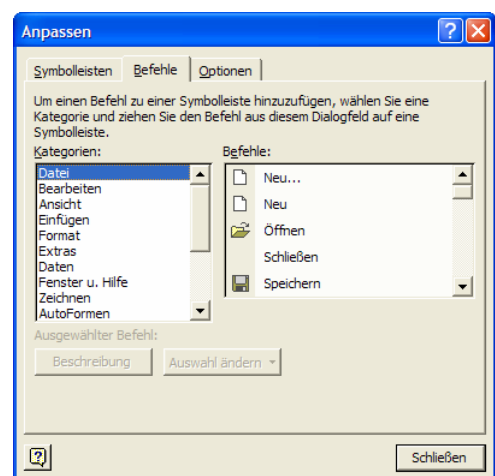 Anpassen
Symbolleisten Befehle Optionen
Um einen Befehl zu einer Symbolleiste hinzuzufügen, wählen Sie eine
Kategorie und ziehen Sie den Befehl aus diesem Dialogfeld auf eine
Symbolleiste.
Kategorien:
Datei
Bearbeiten
Ansicht
Einfügen
Format
Extras
Daten
Fenster u. Hilfe
Zeichnen
AutoFormen
Befehle:
Neu...
Neu
Öffnen
Schließen
Speichern
Ausgewählter Befehl:
Beschreibung Auswahl ändern
Schließen